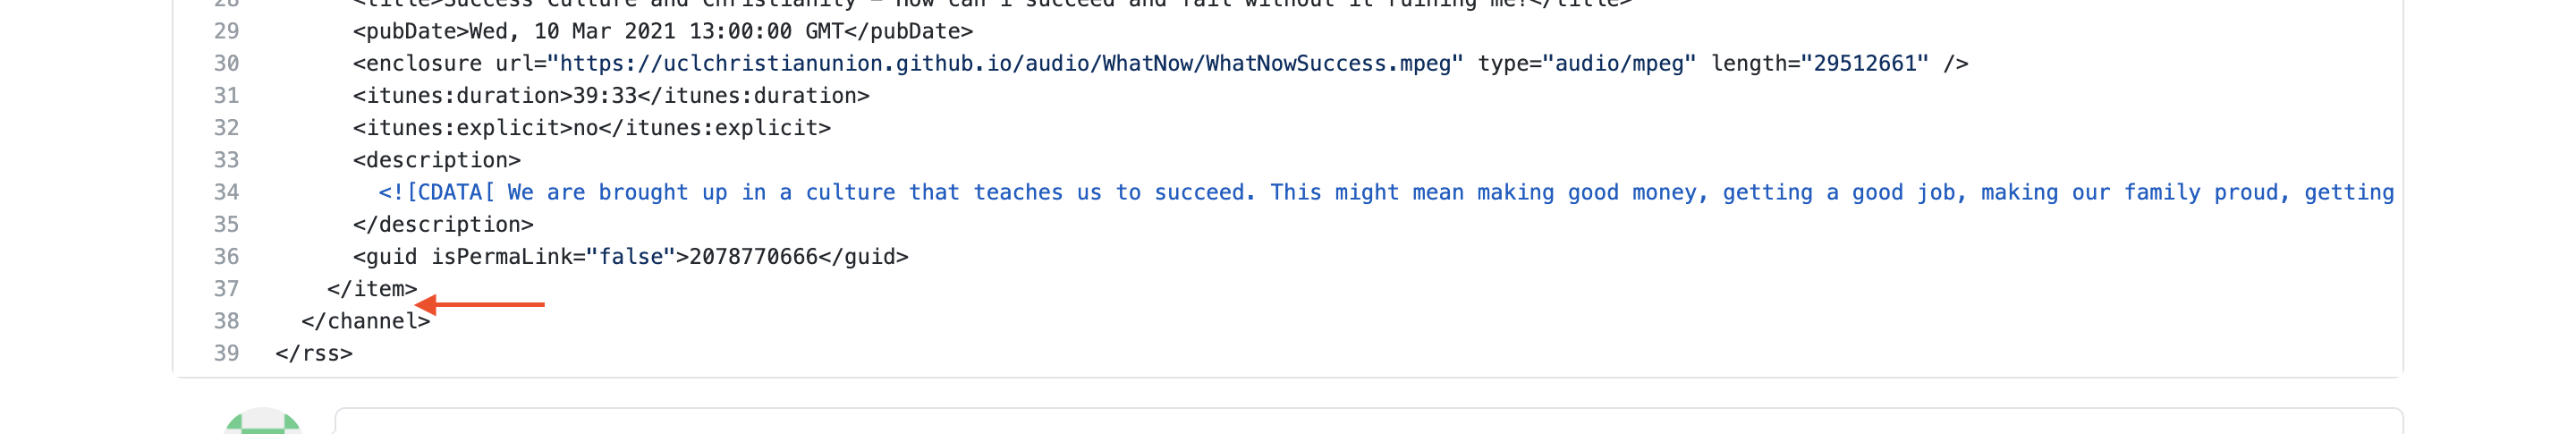 28 <title>Success Culture and Christianity – How can I succeed and fail without it ruining me?</title>
29 <pubDate>Wed, 10 Mar 2021 13:00:00 GMT</pubDate>
30 <enclosure url="https://uclchristianunion.github.io/audio/WhatNow/WhatNowSuccess.mpeg" type="audio/mpeg" length="29512661" />
31 <itunes:duration>39:33</itunes:duration>
32 <itunes:explicit>no</itunes:explicit>
33 <description>
34 <![CDATA[ We are brought up in a culture that teaches us to succeed. This might mean making good money, getting a good job, making our family proud, getting
35 </description>
36 <guid isPermaLink="false">2078770666</guid>
37 </item>
38 </channel>
39 </rss>